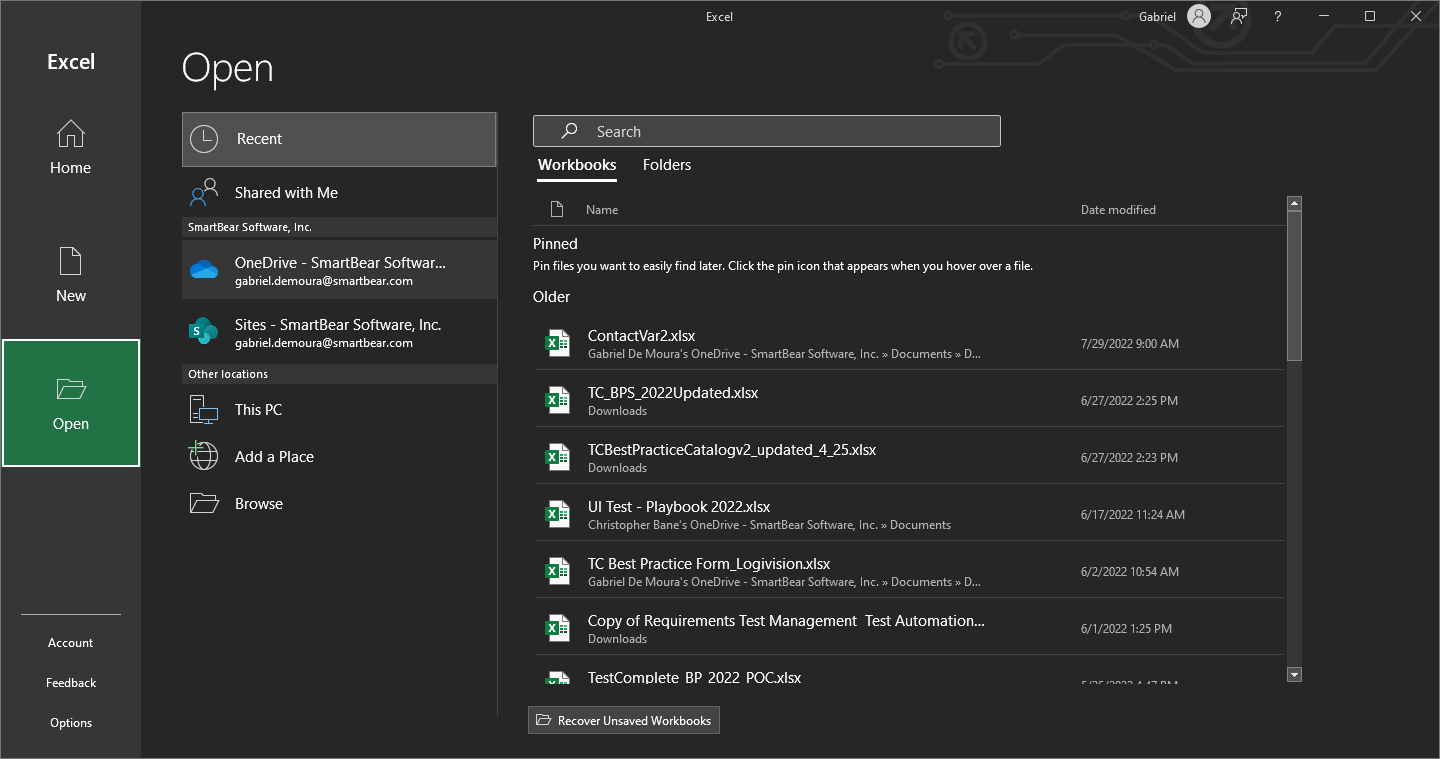 Excel
Gabriel
?
Excel
Home
New
Open
Account
Feedback
Options
Open
Recent
Shared with Me
SmartBear Software, Inc.
OneDrive - SmartBear Softwar...
gabriel.demoura@smartbear.com
S
Sites - SmartBear Software, Inc.
gabriel.demoura@smartbear.com
Other locations
This PC
Add a Place
Browse
Search
Workbooks Folders
Name Date modified
Pinned
Pin files you want to easily find later. Click the pin icon that appears when you hover over a file.
Older
ContactVar2.xlsx
Gabriel De Moura's OneDrive - SmartBear Software, Inc. » Documents » D...
7/29/2022 9:00 AM
TC_BPS_2022Updated.xlsx
Downloads
6/27/2022 2:25 PM
TCBestPracticeCatalogv2_updated_4_25.xlsx
Downloads
6/27/2022 2:23 PM
UI Test - Playbook 2022.xlsx
Christopher Bane's OneDrive - SmartBear Software, Inc. » Documents
6/17/2022 11:24 AM
TC Best Practice Form_Logivision.xlsx
Gabriel De Moura's OneDrive - SmartBear Software, Inc. » Documents » D...
6/2/2022 10:54 AM
Copy of Requirements Test Management  Test Automation...
Downloads
6/1/2022 1:25 PM
TestComplete_BP_2022_POC.xlsx
Recover Unsaved Workbooks